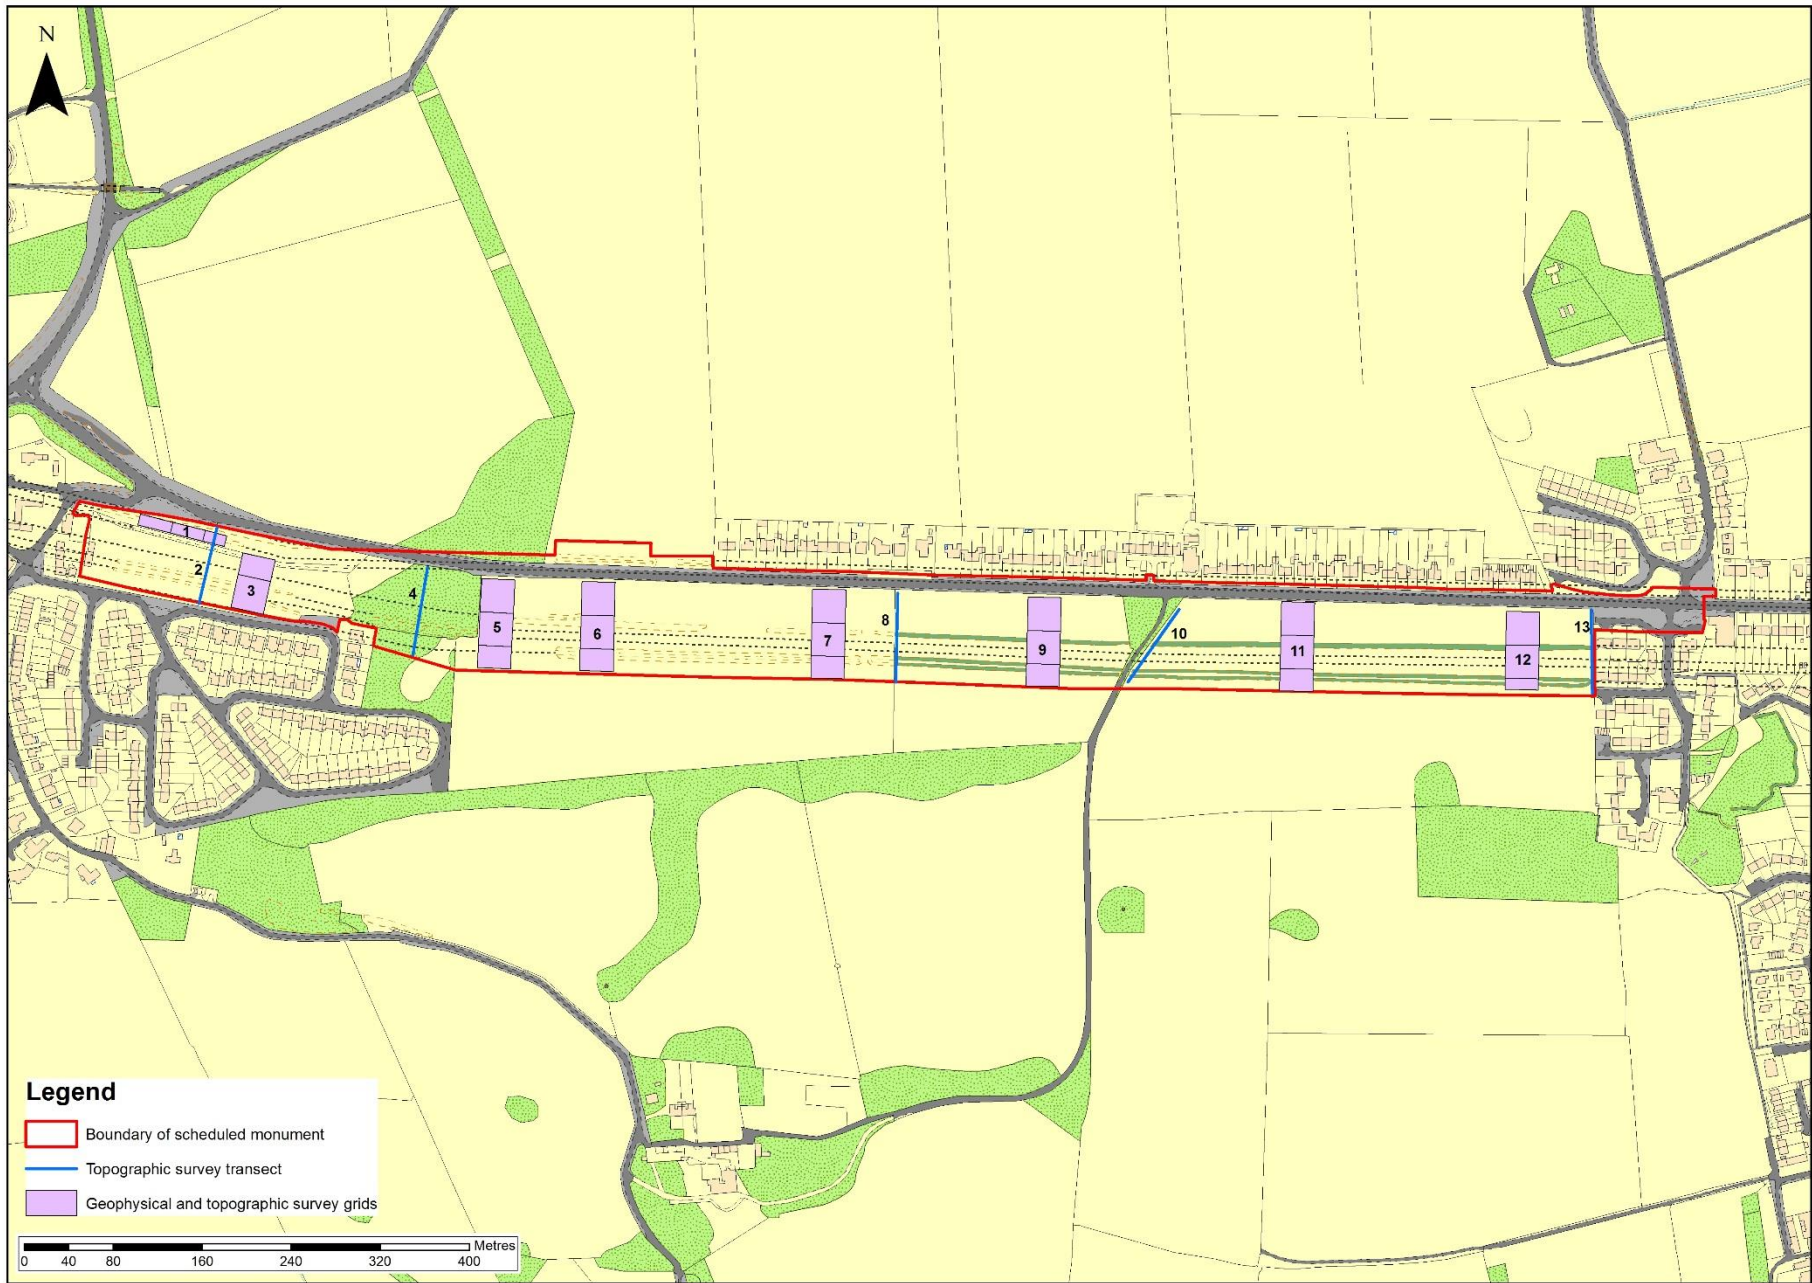 N
1
2
3
4
5
6
7
8
9
10
11
12
13
Legend
Boundary of scheduled monument
Topographic survey transect
Geophysical and topographic survey grids
Metres
0 40 80 160 240 320 400